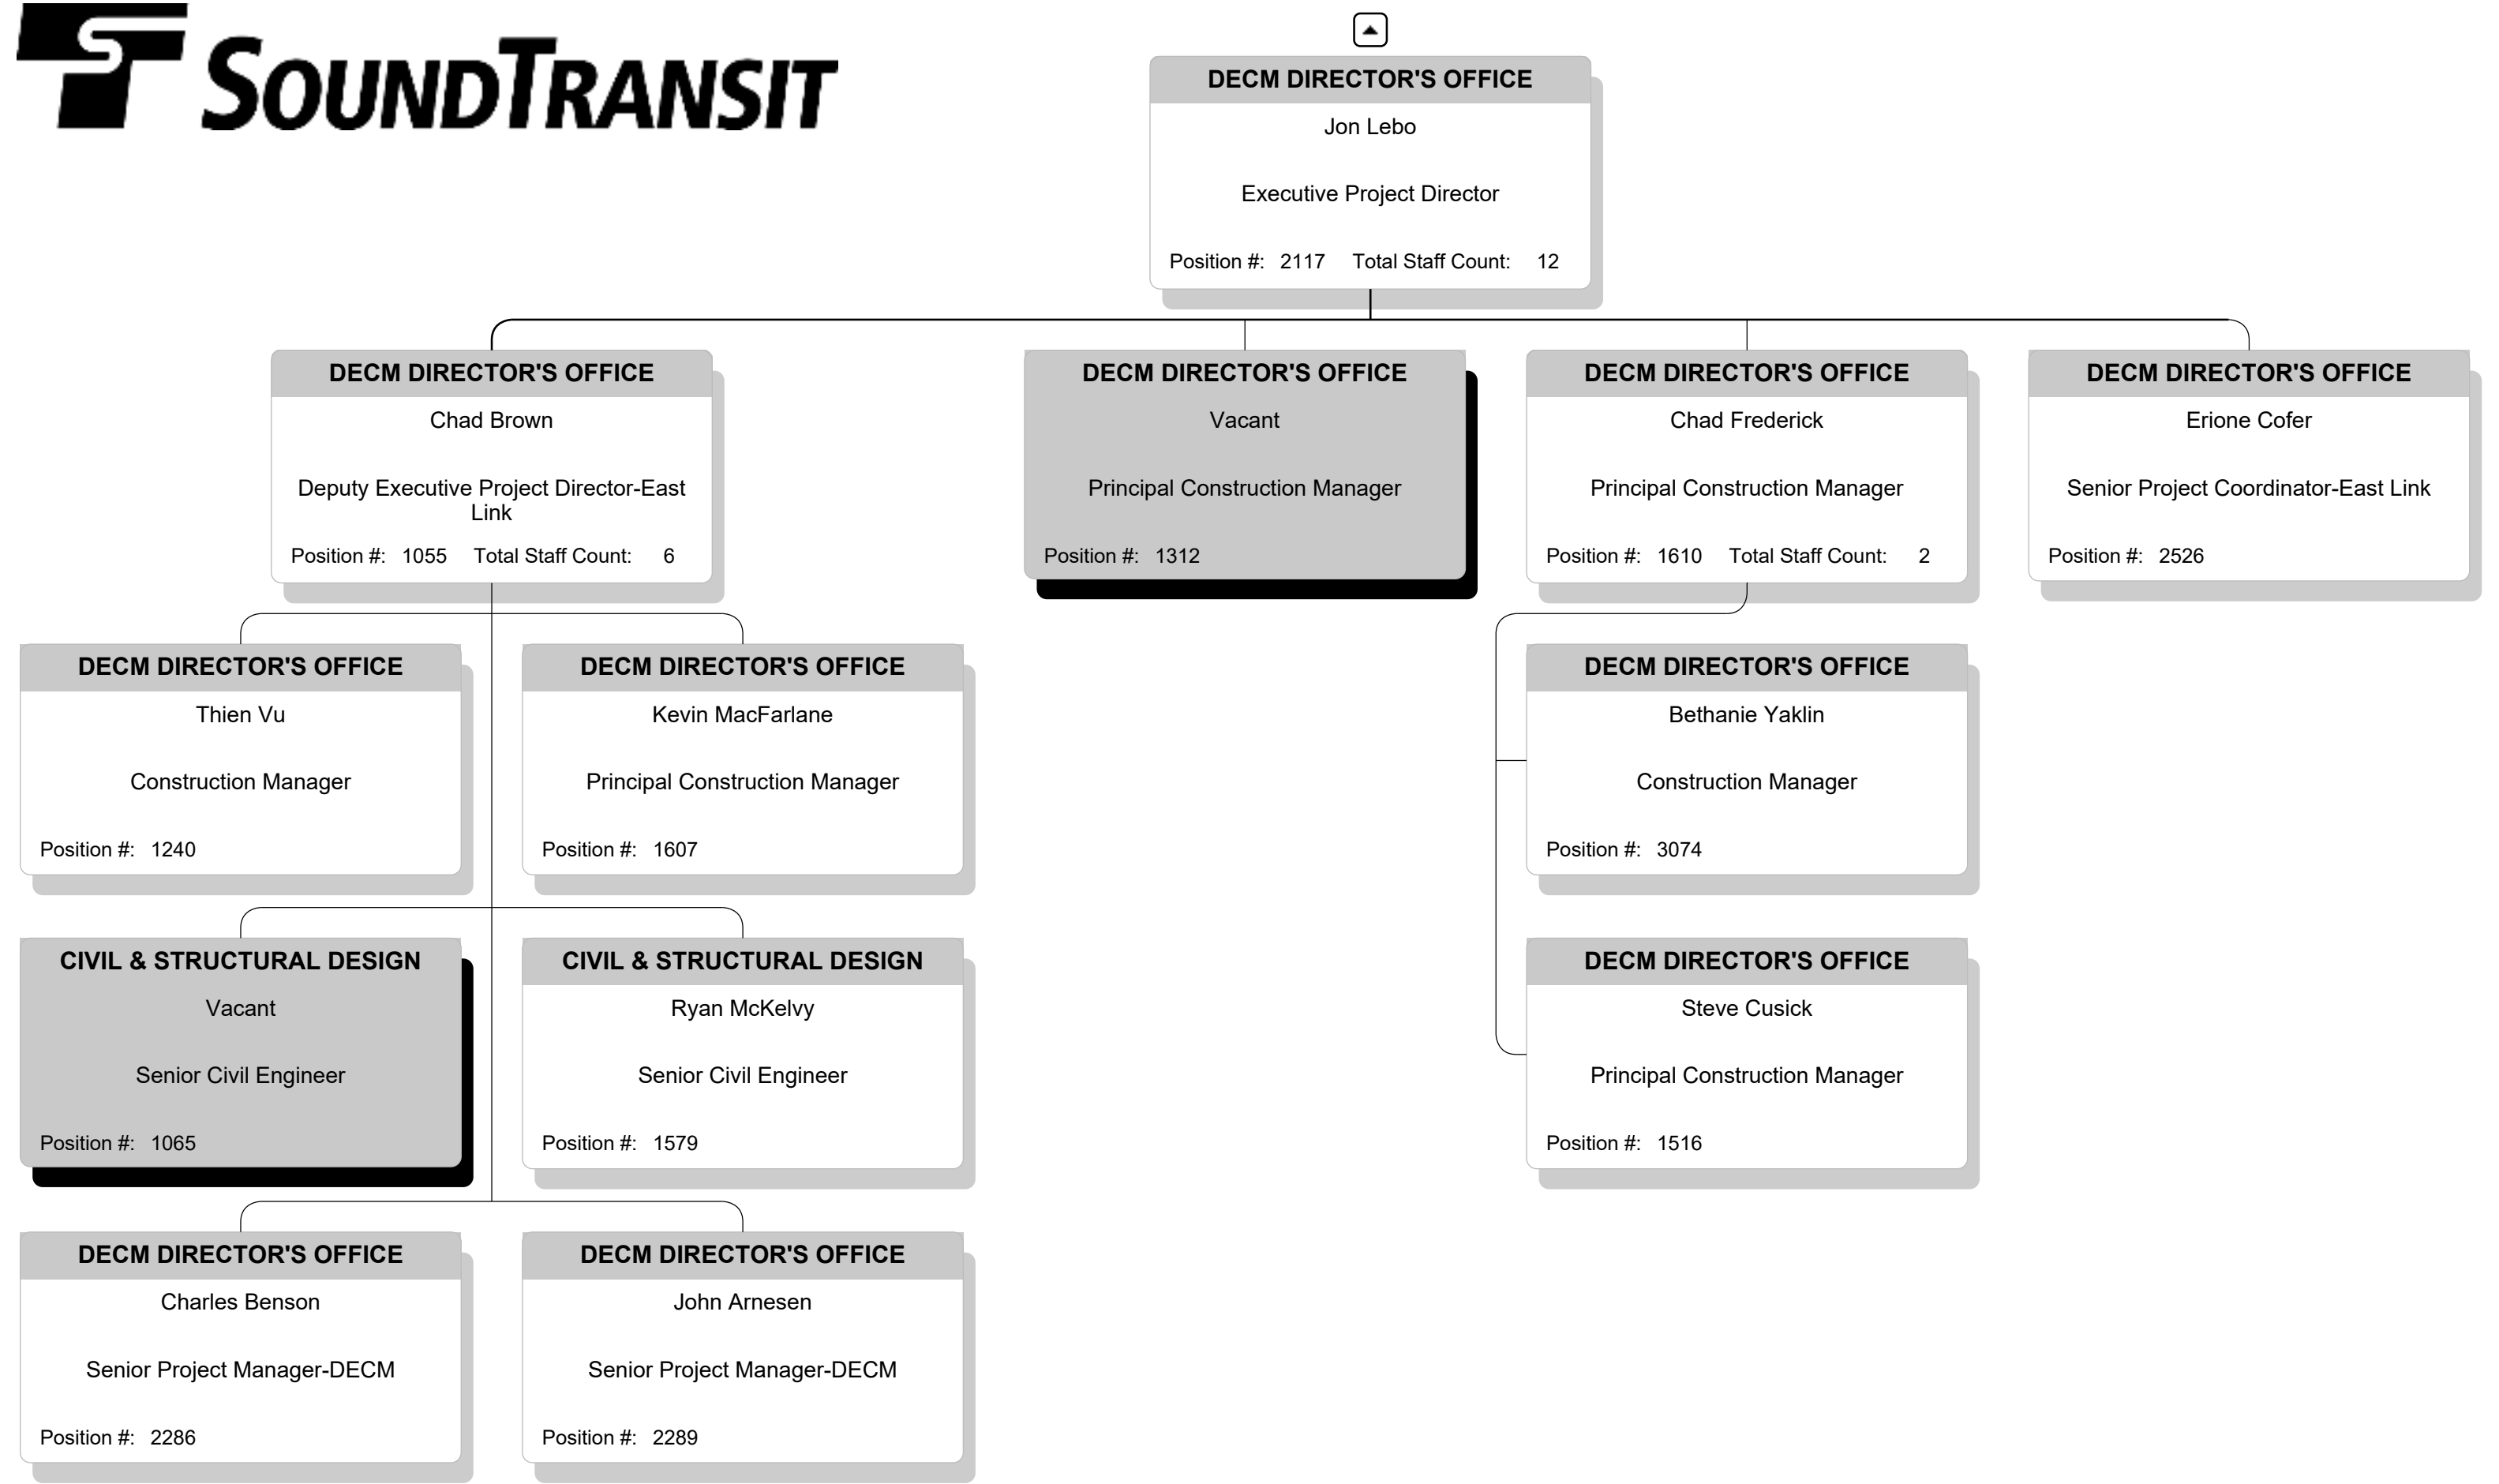 SOUNDTRANSIT
DECM DIRECTOR'S OFFICE
Jon Lebo
Executive Project Director
Position #: 2117 Total Staff Count: 12
DECM DIRECTOR'S OFFICE
Chad Brown
Deputy Executive Project Director-East
Link
Position #: 1055 Total Staff Count: 6
DECM DIRECTOR'S OFFICE
Vacant
Principal Construction Manager
Position #: 1312
DECM DIRECTOR'S OFFICE
Chad Frederick
Principal Construction Manager
Position #: 1610 Total Staff Count: 2
DECM DIRECTOR'S OFFICE
Erione Cofer
Senior Project Coordinator-East Link
Position #: 2526
DECM DIRECTOR'S OFFICE
Thien Vu
Construction Manager
Position #: 1240
DECM DIRECTOR'S OFFICE
Kevin MacFarlane
Principal Construction Manager
Position #: 1607
DECM DIRECTOR'S OFFICE
Bethanie Yaklin
Construction Manager
Position #: 3074
CIVIL & STRUCTURAL DESIGN
Vacant
Senior Civil Engineer
Position #: 1065
CIVIL & STRUCTURAL DESIGN
Ryan McKelvy
Senior Civil Engineer
Position #: 1579
DECM DIRECTOR'S OFFICE
Steve Cusick
Principal Construction Manager
Position #: 1516
DECM DIRECTOR'S OFFICE
Charles Benson
Senior Project Manager-DECM
Position #: 2286
DECM DIRECTOR'S OFFICE
John Arnesen
Senior Project Manager-DECM
Position #: 2289